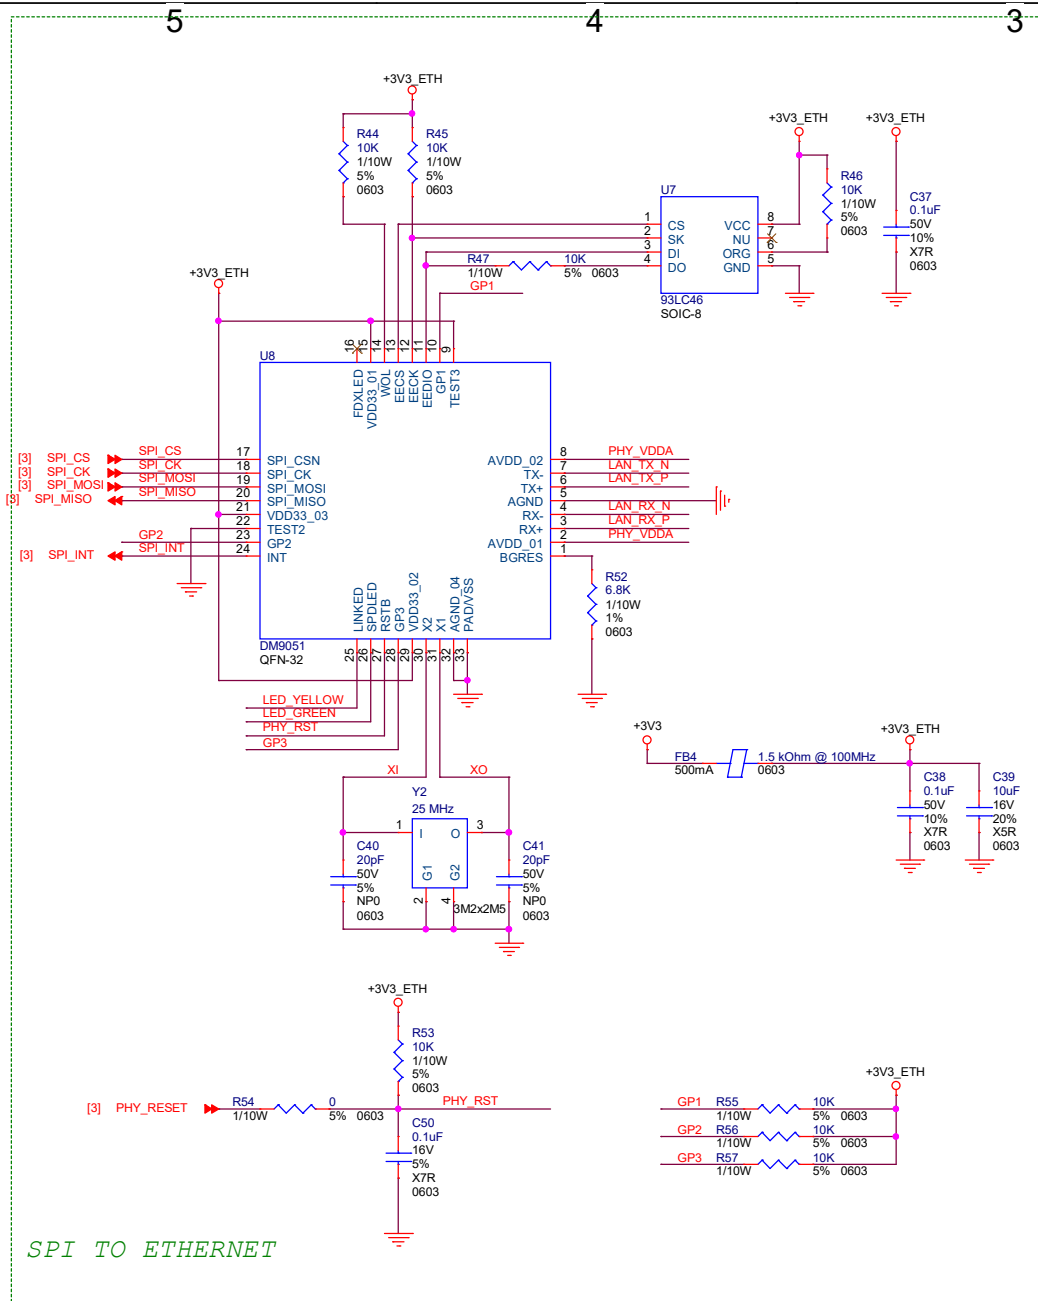 5 4 3
+3V3_ETH
R44
10K
1/10W
5%
0603
R45
10K
1/10W
5%
0603
+3V3_ETH
+3V3_ETH
R46
10K
1/10W
5%
0603
C37
0.1uF
50V
10%
X7R
0603
U7
1 CS VCC 8
2 SK NU 7
3 DI ORG 6
4 DO GND 5
93LC46
SOIC-8
R47 10K
1/10W 5% 0603
GP1
+3V3_ETH
U8
16 15 14 13 12 11 10 9
FDXLED VDD33_01 WOL EECS EECK EEDIO GP1 TEST3
[3] SPI_CS SPI_CS 17 SPI_CSN
[3] SPI_CK SPI_CK 18 SPI_CK
[3] SPI_MOSI SPI_MOSI 19 SPI_MOSI
[3] SPI_MISO SPI_MISO 20 SPI_MISO
21 VDD33_03
22 TEST2
GP2 23 GP2
[3] SPI_INT SPI_INT 24 INT
AVDD_02 8 PHY_VDDA
TX- 7 LAN_TX_N
TX+ 6 LAN_TX_P
AGND 5
RX- 4 LAN_RX_N
RX+ 3 LAN_RX_P
AVDD_01 2 PHY_VDDA
BGRES 1
LINKED SPDLED RSTB GP3 VDD33_02 X2 X1 AGND_04 PAD/VSS
25 26 27 28 29 30 31 32 33
DM9051
QFN-32
R52
6.8K
1/10W
1%
0603
LED_YELLOW
LED_GREEN
PHY_RST
GP3
XI XO
Y2
25 MHz
1 I O 3
G1 G2
2 4
3M2x2M5
C40
20pF
50V
5%
NP0
0603
C41
20pF
50V
5%
NP0
0603
+3V3
FB4 1.5 kOhm @ 100MHz
500mA 0603
+3V3_ETH
C38
0.1uF
50V
10%
X7R
0603
C39
10uF
16V
20%
X5R
0603
+3V3_ETH
R53
10K
1/10W
5%
0603
[3] PHY_RESET R54 0 PHY_RST
1/10W 5% 0603
C50
0.1uF
16V
5%
X7R
0603
+3V3_ETH
GP1 R55 10K
1/10W 5% 0603
GP2 R56 10K
1/10W 5% 0603
GP3 R57 10K
1/10W 5% 0603
SPI TO ETHERNET